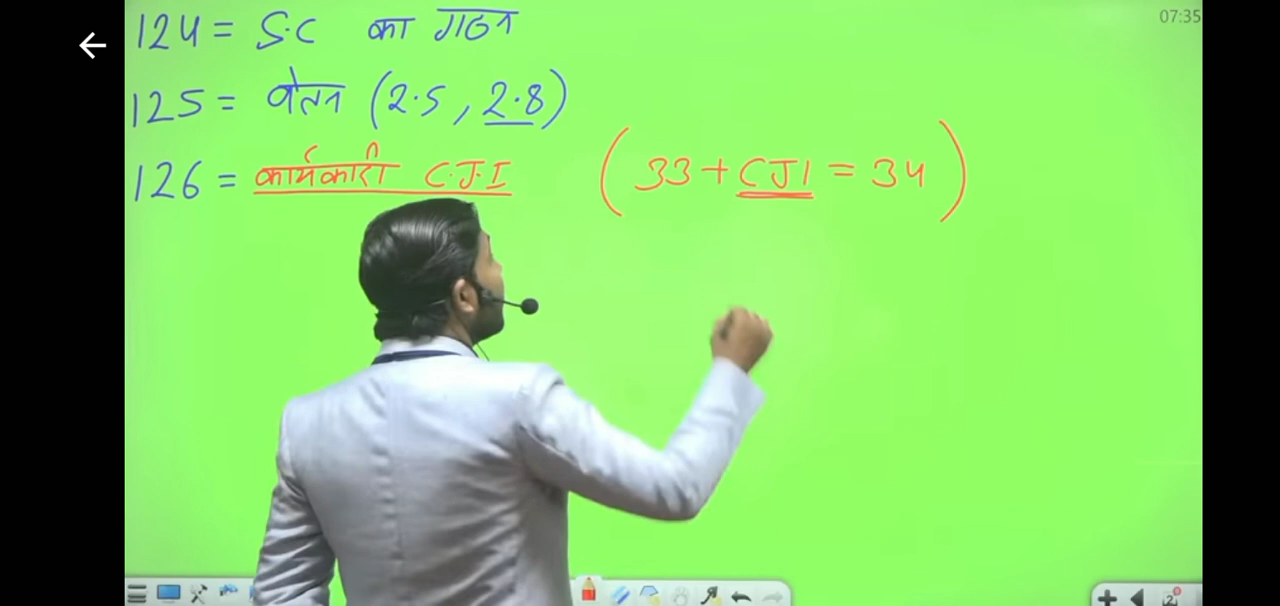 07:35
124 = S.C का गठन
125 = वेतन (2.5, 2.8)
126 = कार्यकारी C.J.I (33 + CJI = 34)